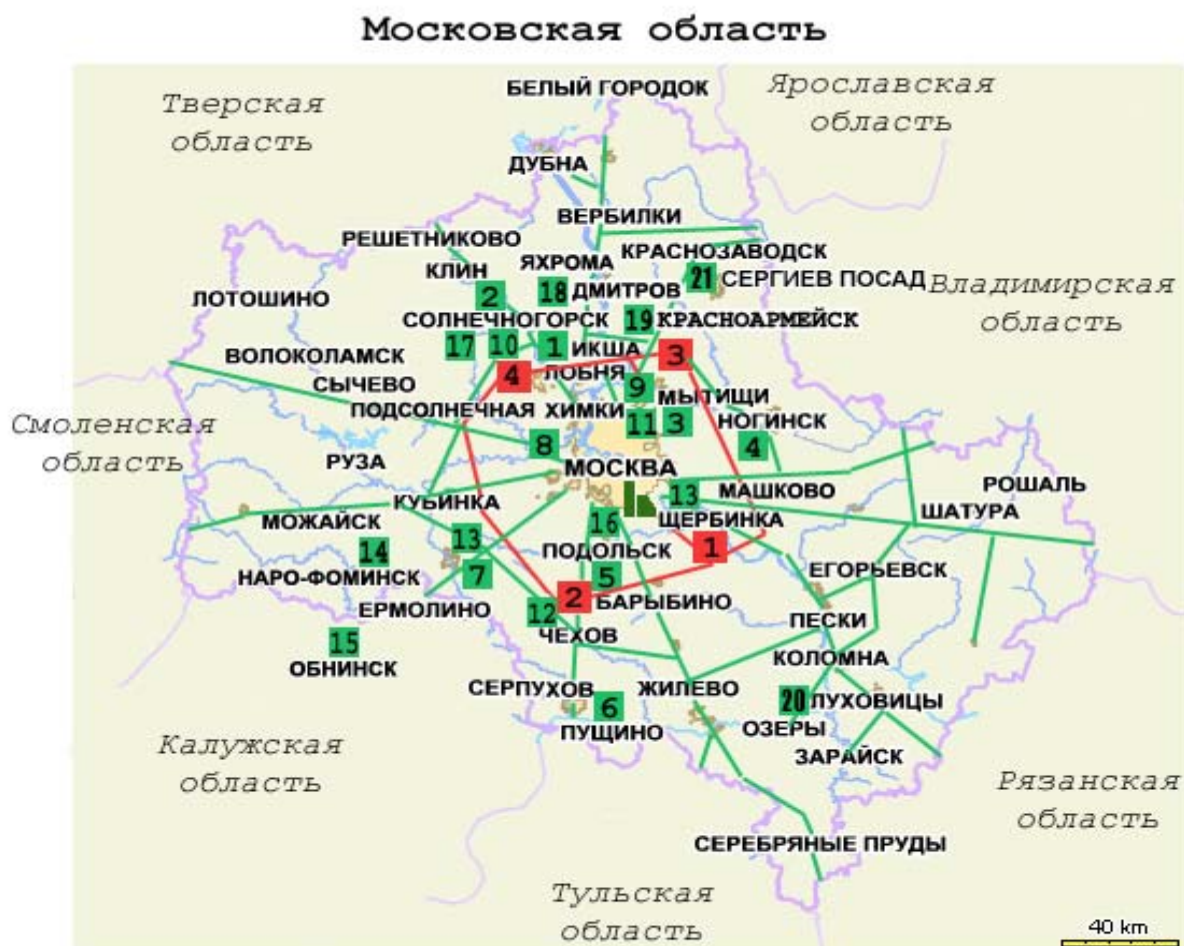 Московская область
БЕЛЫЙ ГОРОДОК
Тверская
область
Ярославская
область
ДУБНА
ВЕРБИЛКИ
РЕШЕТНИКОВО
КРАСНОЗАВОДСК
ЯХРОМА
КЛИН
21 СЕРГИЕВ ПОСАД
2
18 ДМИТРОВ
Владимирская
область
ЛОТОШИНО
СОЛНЕЧНОГОРСК
19 КРАСНОАРМЕЙСК
17
10
1 ИКША
3
ВОЛОКОЛАМСК
ЛОБНЯ
4
СЫЧЕВО
9
МЫТИЩИ
ПОДСОЛНЕЧНАЯ
ХИМКИ
11
3
НОГИНСК
Смоленская
область
8
4
РУЗА
МОСКВА
КУБИНКА
13
МАШКОВО
РОШАЛЬ
МОЖАЙСК
16
ЩЕРБИНКА
ШАТУРА
14
13
ПОДОЛЬСК
1
НАРО-ФОМИНСК
7
5
ЕГОРЬЕВСК
ЕРМОЛИНО
2
БАРЫБИНО
12
ПЕСКИ
ЧЕХОВ
15
ОБНИНСК
КОЛОМНА
СЕРПУХОВ
ЖИЛЕВО
6
20 ЛУХОВИЦЫ
ПУЩИНО
ОЗЕРЫ
Калужская
область
ЗАРАЙСК
Рязанская
область
СЕРЕБРЯНЫЕ ПРУДЫ
Тульская
область
40 km